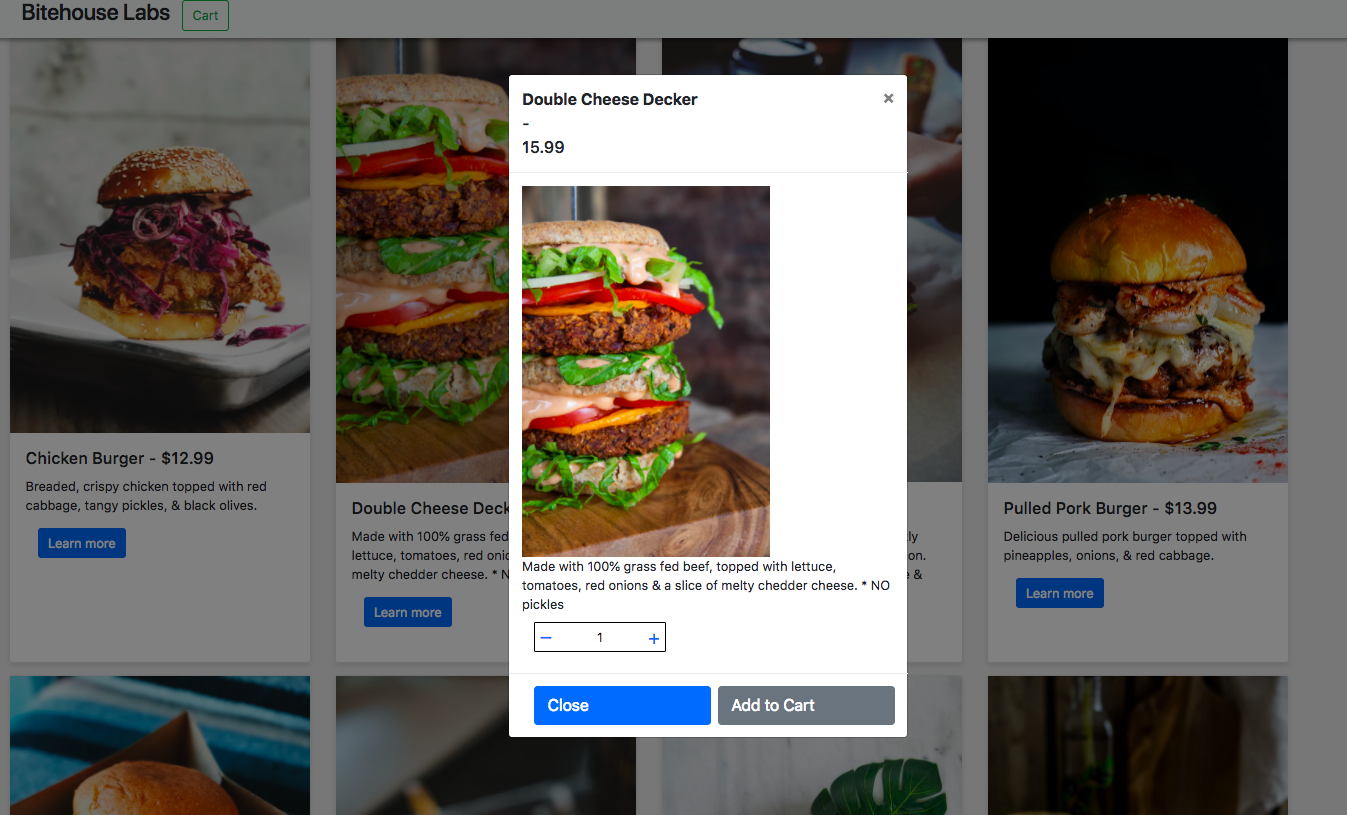 Bitehouse Labs Cart
Double Cheese Decker ×
-
15.99
Made with 100% grass fed beef, topped with lettuce,
tomatoes, red onions & a slice of melty chedder cheese. * NO
pickles
− 1 +
Close Add to Cart
Chicken Burger - $12.99
Breaded, crispy chicken topped with red
cabbage, tangy pickles, & black olives.
Learn more
Double Cheese
Made with 100% grass fed
lettuce, tomatoes, red
melty chedder cheese. *
Learn more
&
Pulled Pork Burger - $13.99
Delicious pulled pork burger topped with
pineapples, onions, & red cabbage.
Learn more